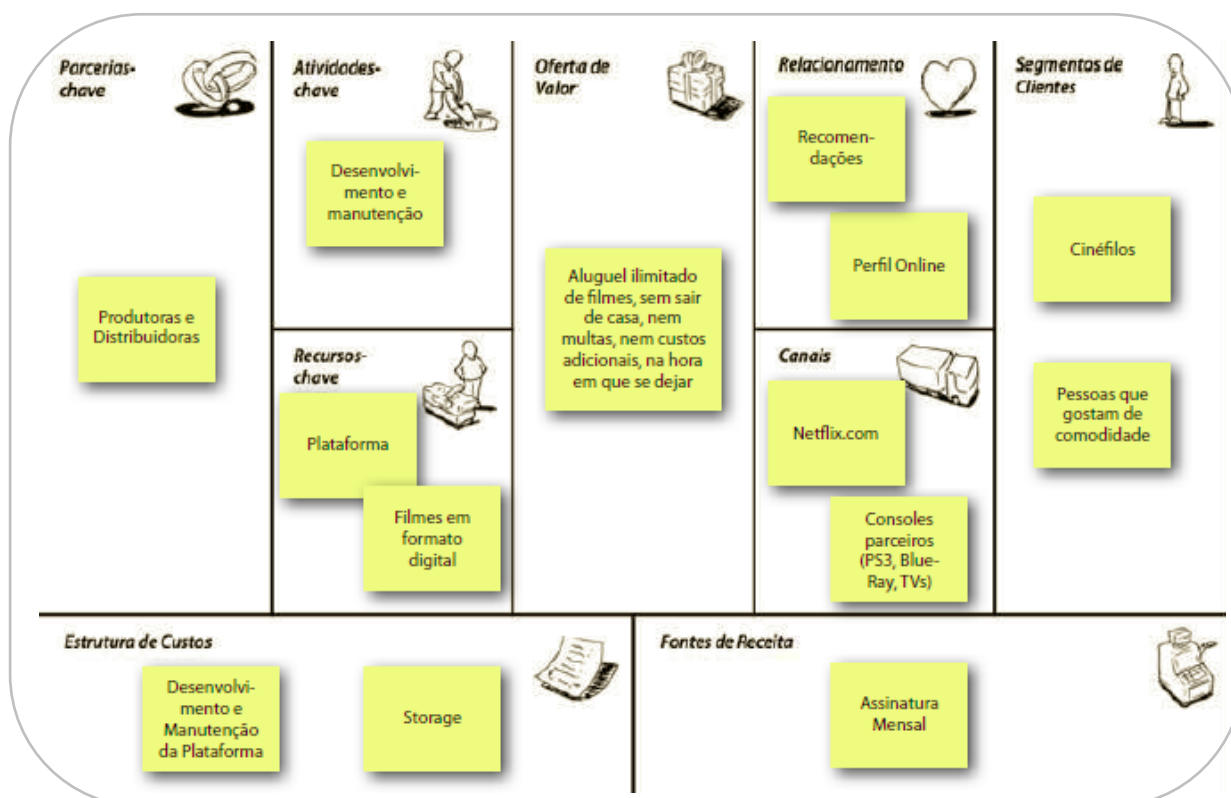 Parcerias-
chave
Produtoras e
Distribuidoras
Atividades-
chave
Desenvolvi-
mento e
manutenção
Recursos-
chave
Plataforma
Filmes em
formato
digital
Oferta de
Valor
Aluguel ilimitado
de filmes, sem sair
de casa, nem
multas, nem custos
adicionais, na hora
em que se dejar
Relacionamento
Recomen-
dações
Perfil Online
Canais
Netflix.com
Consoles
parceiros
(PS3, Blue-
Ray, TVs)
Segmentos de
Clientes
Cinéfilos
Pessoas que
gostam de
comodidade
Estrutura de Custos
Desenvolvi-
mento e
Manutenção
da Plataforma
Storage
Fontes de Receita
Assinatura
Mensal